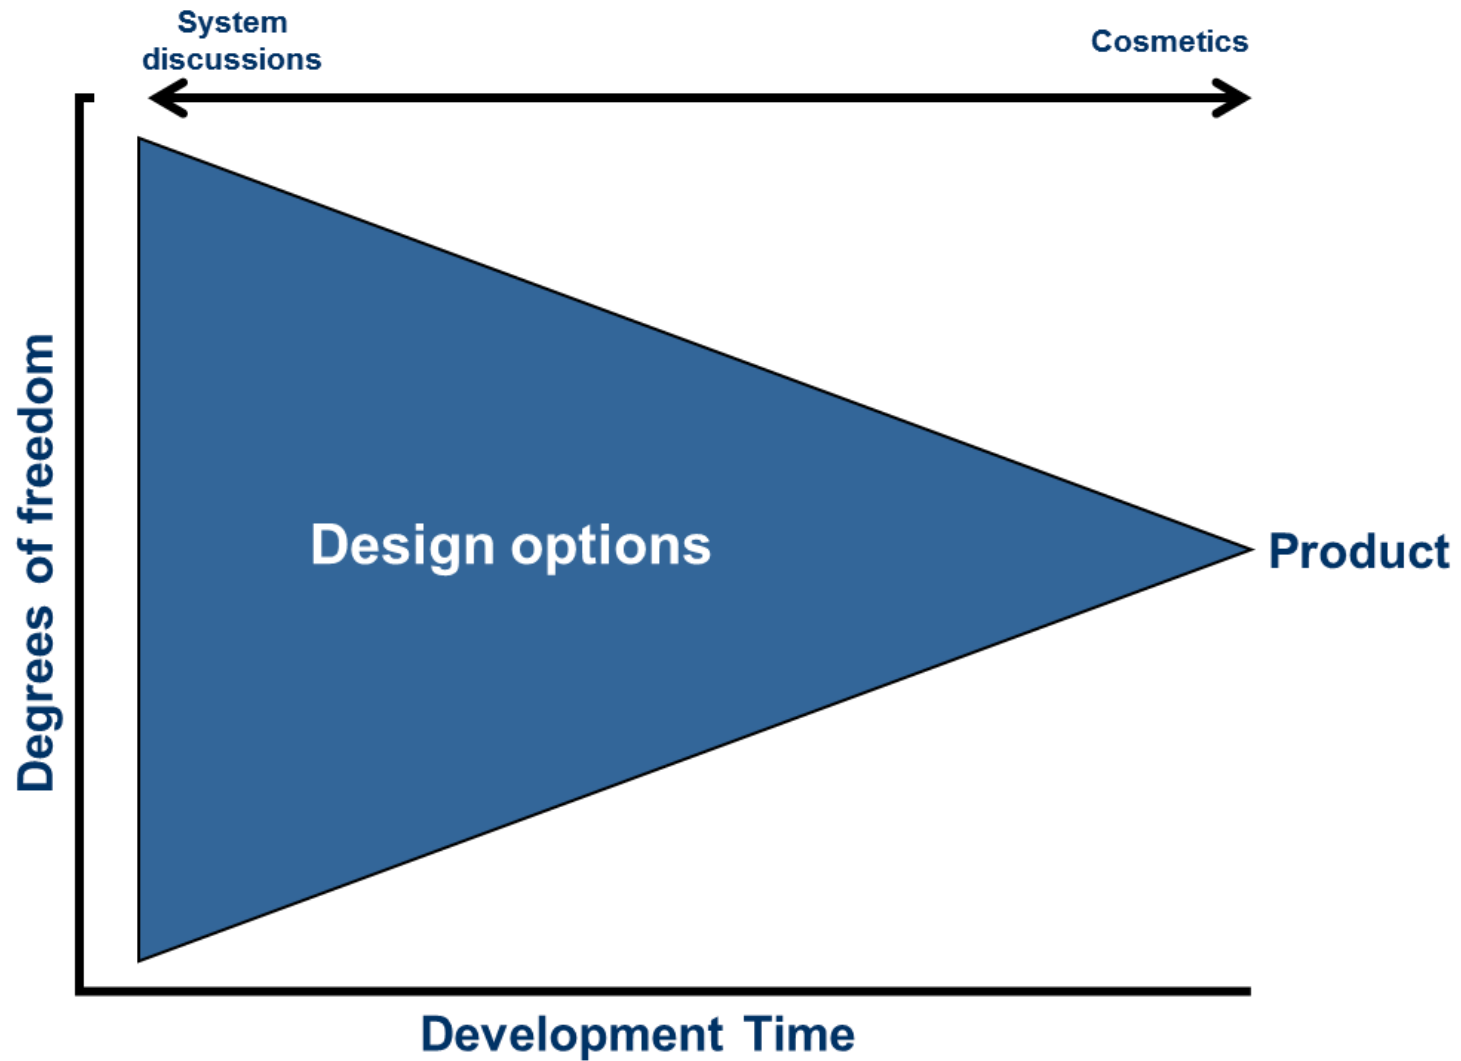 System
discussions
Cosmetics
Degrees of freedom
Design options
Product
Development Time